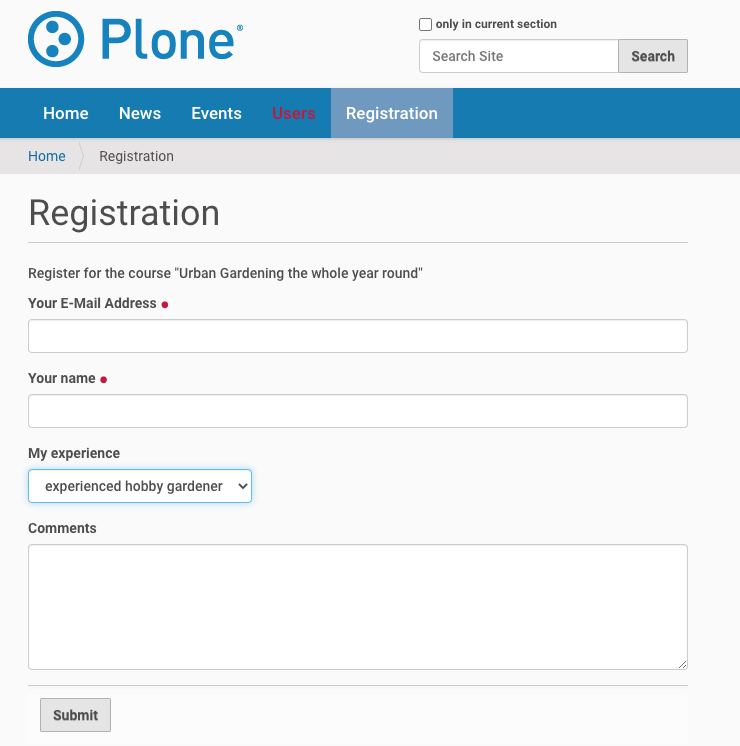 Plone®
only in current section
Search Site
Search
Home
News
Events
Users
Registration
Home
Registration
Registration
Register for the course "Urban Gardening the whole year round"
Your E-Mail Address
Your name
My experience
experienced hobby gardener
Comments
Submit